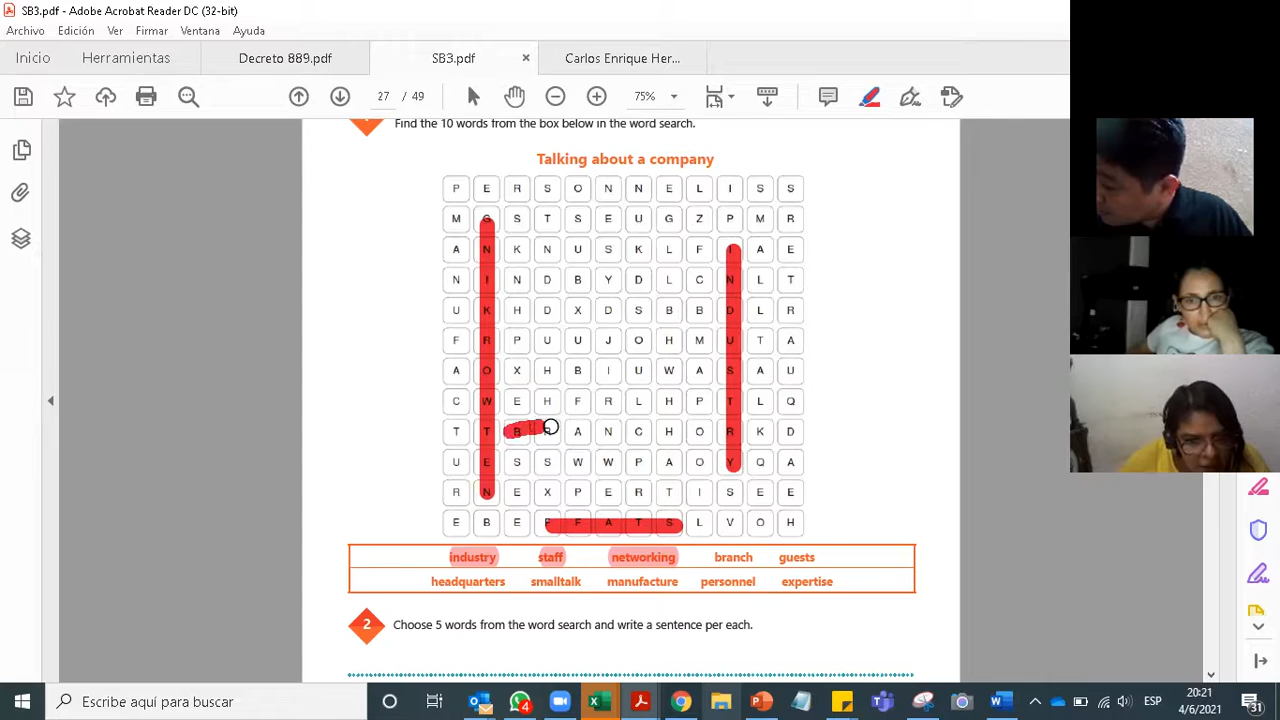 SB3.pdf - Adobe Acrobat Reader DC (32-bit)
Archivo Edición Ver Firmar Ventana Ayuda
Inicio Herramientas Decreto 889.pdf SB3.pdf × Carlos Enrique Her...
27 / 49 75%
Find the 10 words from the box below in the word search.
Talking about a company
P E R S O N N E L I S S
M G S T S E U G Z P M R
A N K N U S K L F I A E
N I N D B Y D L C N L T
U K H D X D S B B D L R
F R P U U J O H M U T A
A O X H B I U W A S A U
C W E H F R L H P T L Q
T T B R A N C H O R K D
U E S S W W P A O Y Q A
R N E X P E R T I S E E
E B E F F A T S L V O H
industry staff networking branch guests
headquarters smalltalk manufacture personnel expertise
2 Choose 5 words from the word search and write a sentence per each.
Escribe aquí para buscar
4
ESP
20:21
4/6/2021
31